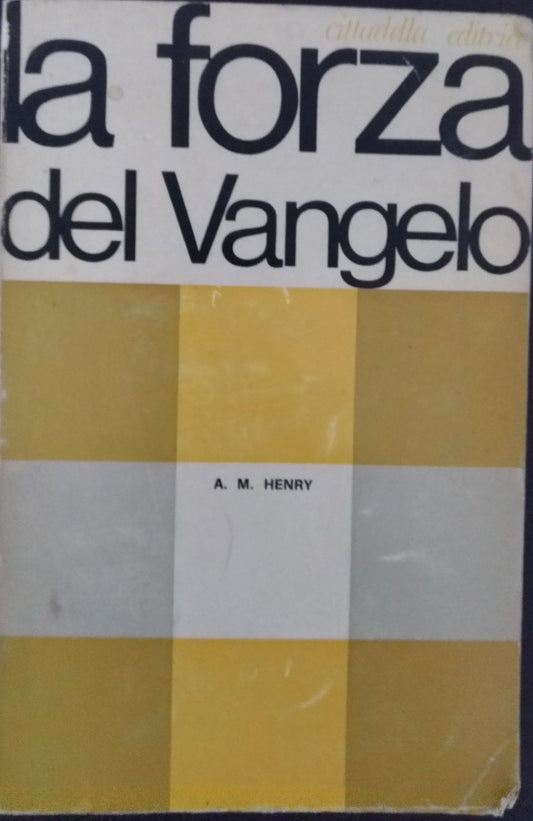 cittadella editrice
la forza
del Vangelo
A. M. HENRY